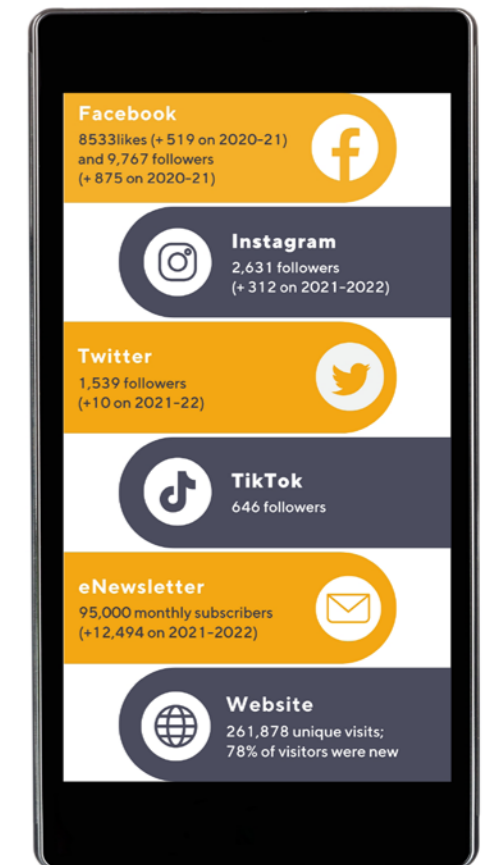 Facebook
8533likes (+ 519 on 2020-21)
and 9,767 followers
(+ 875 on 2020-21)
Instagram
2,631 followers
(+ 312 on 2021-2022)
Twitter
1,539 followers
(+10 on 2021-22)
TikTok
646 followers
eNewsletter
95,000 monthly subscribers
(+12,494 on 2021-2022)
Website
261,878 unique visits;
78% of visitors were new